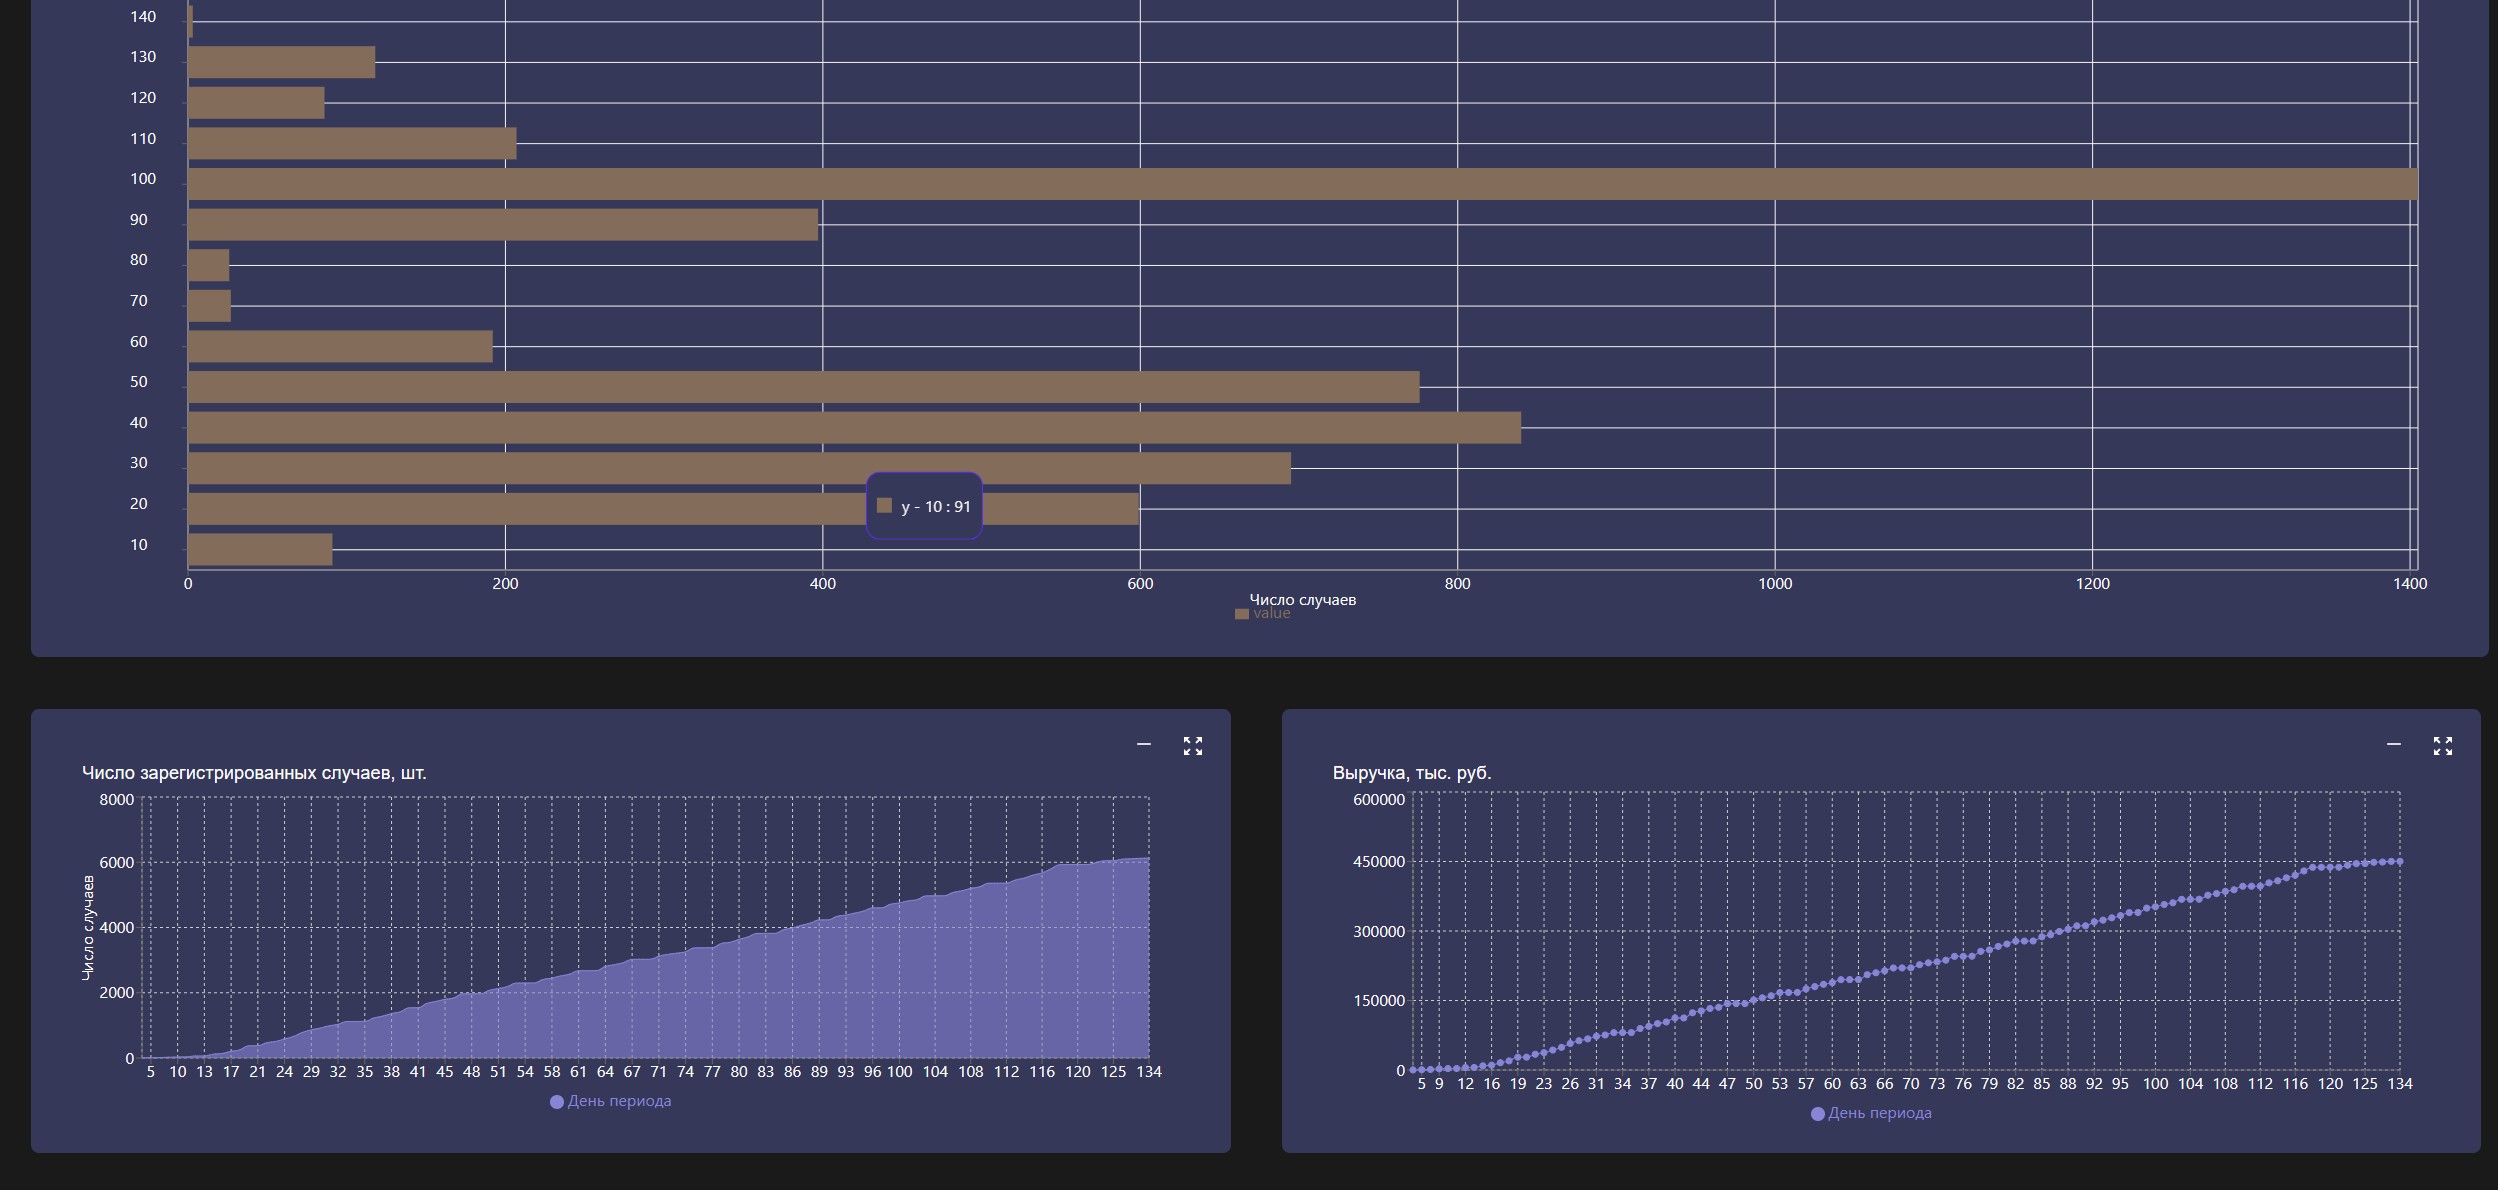 140
130
120
110
100
90
80
70
60
50
40
30
20
y - 10 : 91
10
0 200 400 600 800 1000 1200 1400
Число случаев
value
Число зарегистрированных случаев, шт.
8000
6000
4000
2000
0
Число случаев
5 10 13 17 21 24 29 32 35 38 41 45 48 51 54 58 61 64 67 71 74 77 80 83 86 89 93 96 100 104 108 112 116 120 125 134
День периода
Выручка, тыс. руб.
600000
450000
300000
150000
0
5 9 12 16 19 23 26 31 34 37 40 44 47 50 53 57 60 63 66 70 73 76 79 82 85 88 92 95 100 104 108 112 116 120 125 134
День периода